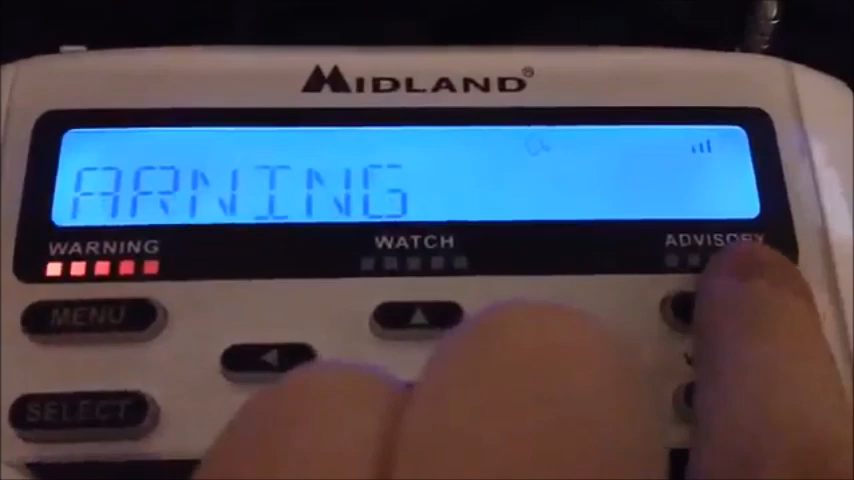 MIDLAND®
ARNING
WARNING WATCH ADVISORY
MENU
SELECT